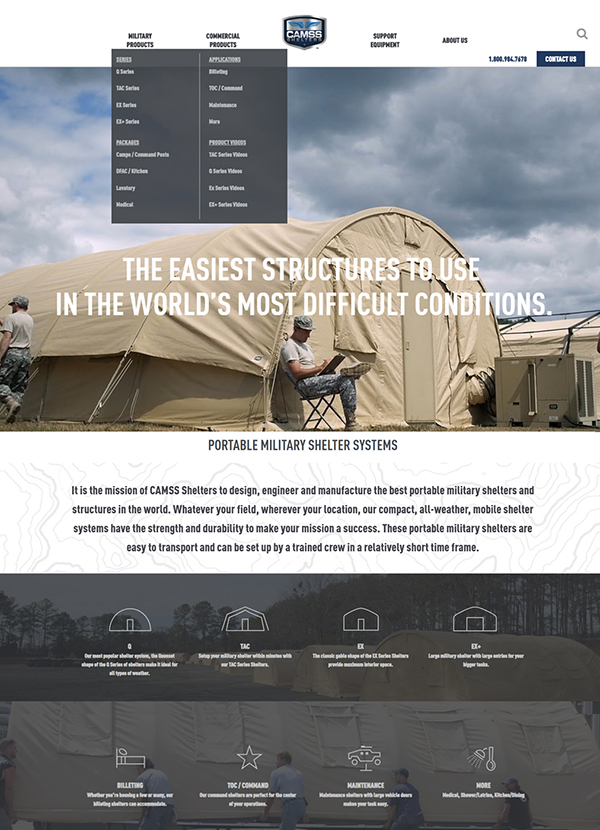 MILITARY
PRODUCTS
COMMERCIAL
PRODUCTS
CAMSS
SHELTERS
SUPPORT
EQUIPMENT
ABOUT US
1.800.984.7678
CONTACT US
SERIES
Q Series
TAC Series
EX Series
EX+ Series
APPLICATIONS
Billeting
TOC / Command
Maintenance
More
PACKAGES
Camps / Command Posts
DFAC / Kitchen
Lavatory
Medical
PRODUCT VIDEOS
TAC Series Videos
Q Series Videos
Ex Series Videos
EX+ Series Videos
THE EASIEST STRUCTURES TO USE
IN THE WORLD'S MOST DIFFICULT CONDITIONS.
PORTABLE MILITARY SHELTER SYSTEMS
It is the mission of CAMSS Shelters to design, engineer and manufacture the best portable military shelters and
structures in the world. Whatever your field, wherever your location, our compact, all-weather, mobile shelter
systems have the strength and durability to make your mission a success. These portable military shelters are
easy to transport and can be set up by a trained crew in a relatively short time frame.
Q
Our most popular shelter system, the Quonset
shape of the Q Series of shelters make it ideal for
all types of weather.
TAC
Setup your military shelter within minutes with
our TAC Series Shelters.
EX
The classic gable shape of the EX Series Shelters
provide maximum interior space.
EX+
Large military shelter with large entries for your
bigger tasks.
BILLETING
Whether you're housing a few or many, our
billeting shelters can accommodate.
TOC / COMMAND
Our command shelters are perfect for the center
of your operations.
MAINTENANCE
Maintenance shelters with large vehicle doors
makes your task easy.
MORE
Medical, Shower/Latrine, Kitchen/Dining